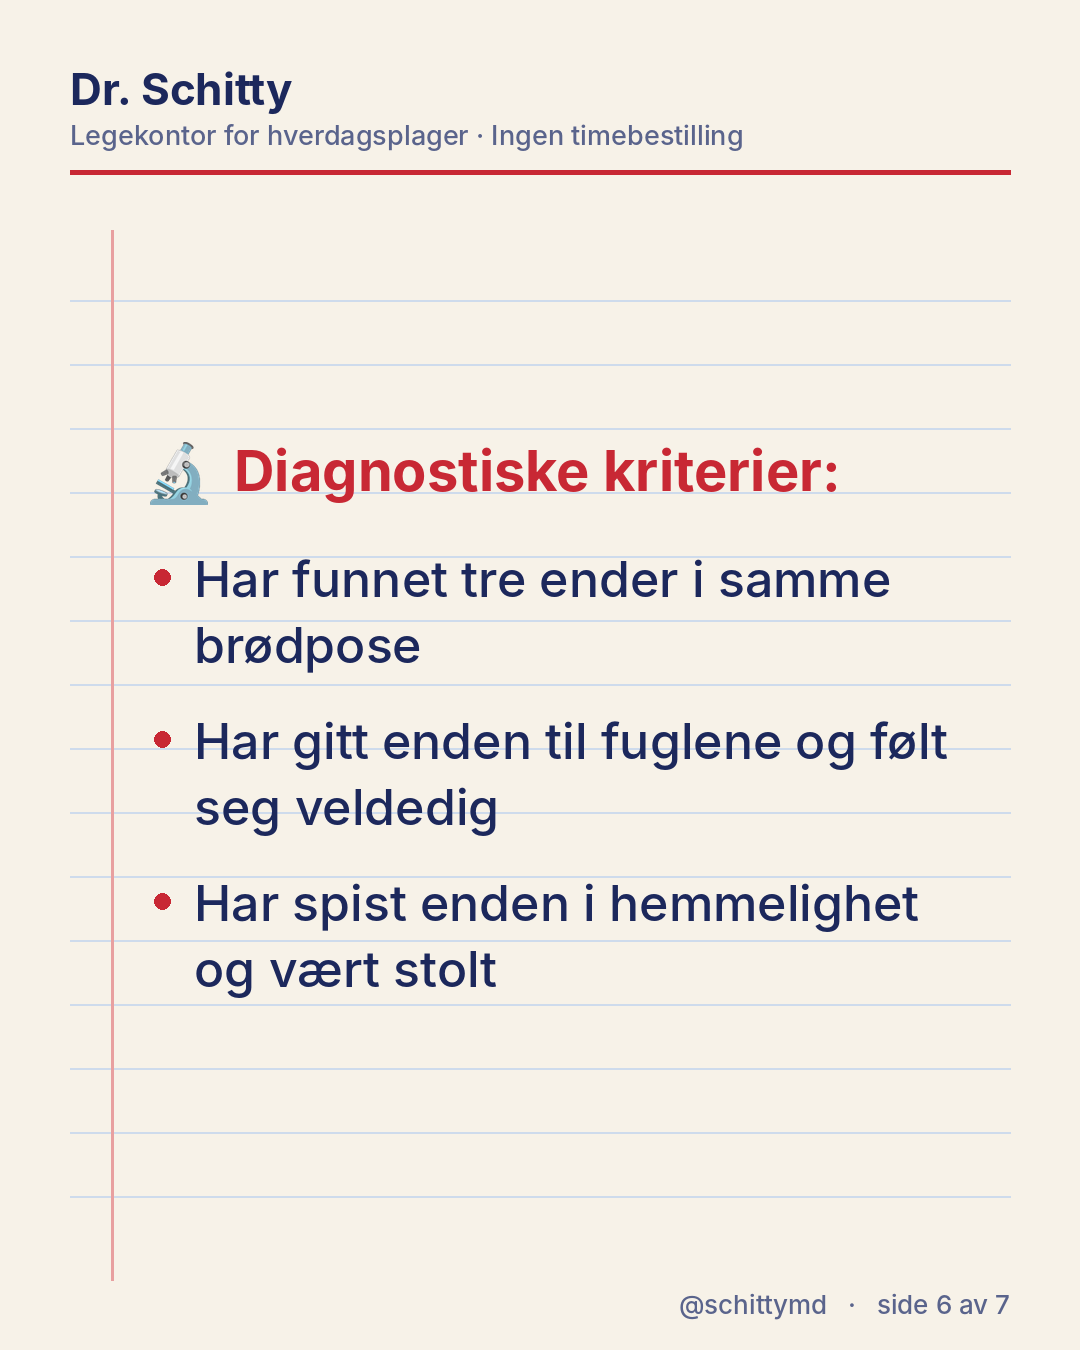 Dr. Schitty
Legekontor for hverdagsplager · Ingen timebestilling
🔬 Diagnostiske kriterier:
• Har funnet tre ender i samme
brødpose
• Har gitt enden til fuglene og følt
seg veldedig
• Har spist enden i hemmelighet
og vært stolt
@schittymd · side 6 av 7